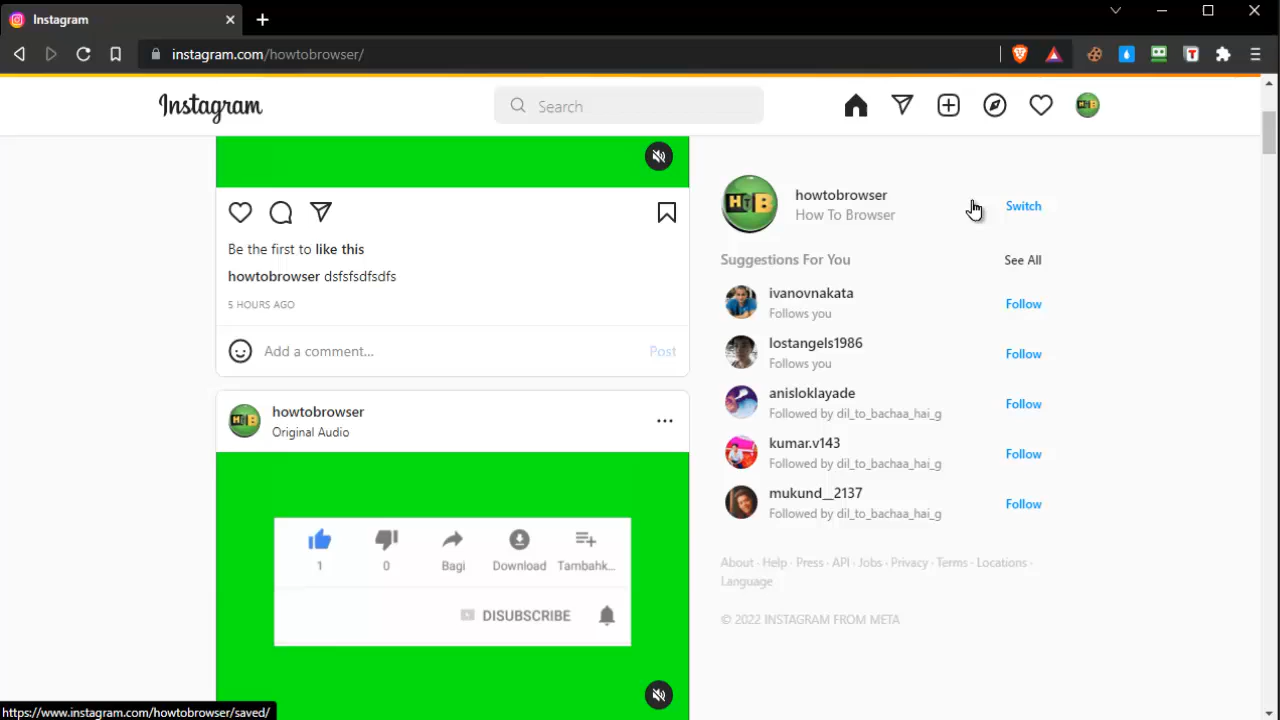 Instagram
instagram.com/howtobrowser/
Instagram
Search
HTB
howtobrowser
How To Browser
Switch
Suggestions For You
See All
ivanovnakata
Follows you
Follow
lostangels1986
Follows you
Follow
anisloklayade
Followed by dil_to_bachaa_hai_g
Follow
kumar.v143
Followed by dil_to_bachaa_hai_g
Follow
mukund__2137
Followed by dil_to_bachaa_hai_g
Follow
About · Help · Press · API · Jobs · Privacy · Terms · Locations ·
Language
© 2022 INSTAGRAM FROM META
Be the first to like this
howtobrowser dsfsfsdfsdfs
5 HOURS AGO
Add a comment...
Post
HTB
howtobrowser
Original Audio
1
0
Bagi
Download
Tambahk...
DISUBSCRIBE
https://www.instagram.com/howtobrowser/saved/